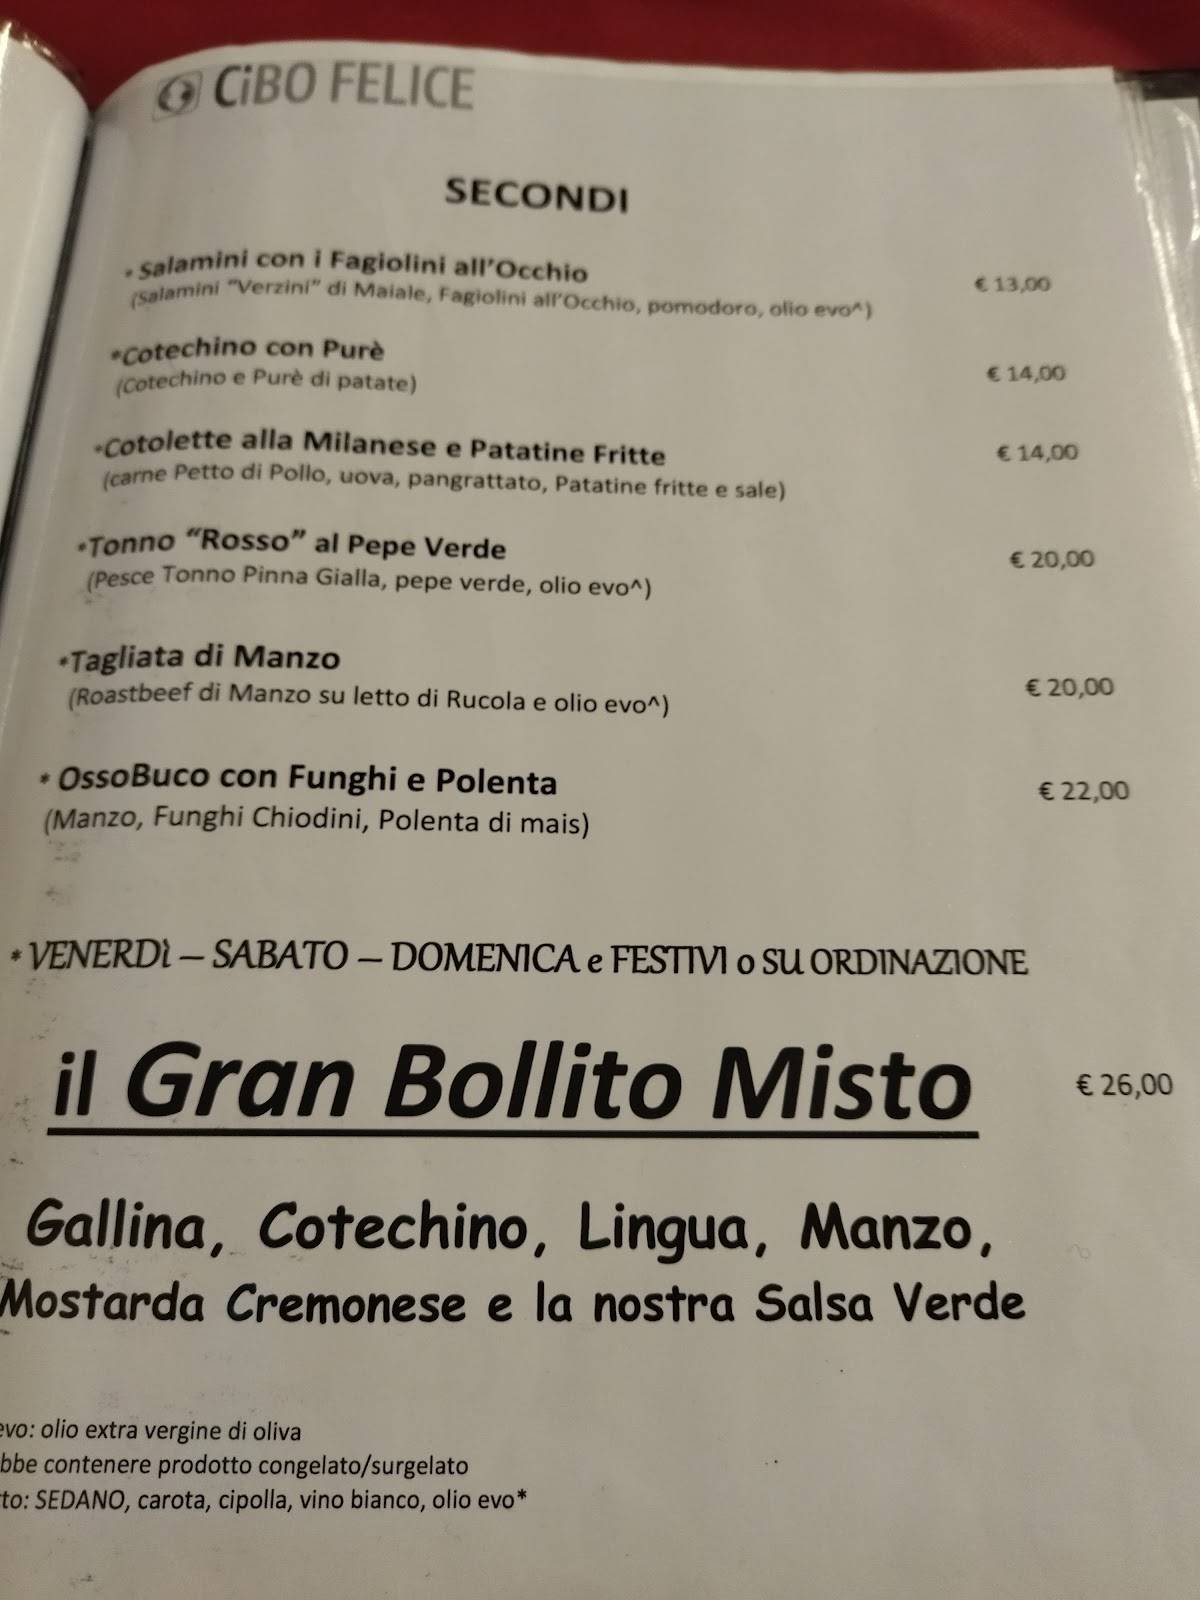 CiBO FELICE
SECONDI
* Salamini con i Fagiolini all'Occhio
(Salamini "Verzini" di Maiale, Fagiolini all'Occhio, pomodoro, olio evo^)
€ 13,00
*Cotechino con Purè
(Cotechino e Purè di patate)
€ 14,00
*Cotolette alla Milanese e Patatine Fritte
(carne Petto di Pollo, uova, pangrattato, Patatine fritte e sale)
€ 14,00
*Tonno "Rosso" al Pepe Verde
(Pesce Tonno Pinna Gialla, pepe verde, olio evo^)
€ 20,00
*Tagliata di Manzo
(Roastbeef di Manzo su letto di Rucola e olio evo^)
€ 20,00
* OssoBuco con Funghi e Polenta
(Manzo, Funghi Chiodini, Polenta di mais)
€ 22,00
* VENERDì – SABATO – DOMENICA e FESTIVI o SU ORDINAZIONE
il Gran Bollito Misto
€ 26,00
Gallina, Cotechino, Lingua, Manzo,
Mostarda Cremonese e la nostra Salsa Verde
evo: olio extra vergine di oliva
bbe contenere prodotto congelato/surgelato
to: SEDANO, carota, cipolla, vino bianco, olio evo*